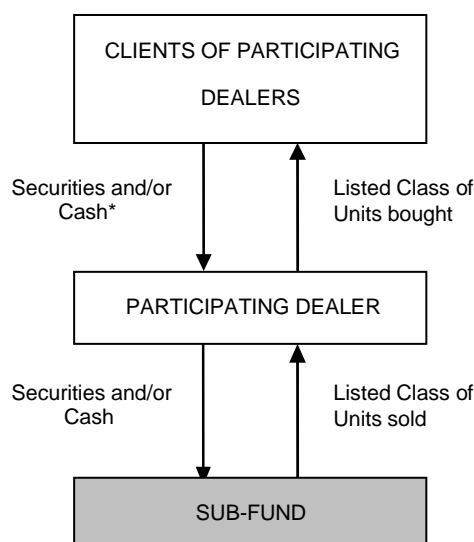 CLIENTS OF PARTICIPATING
DEALERS
Securities and/or
Cash*
Listed Class of
Units bought
PARTICIPATING DEALER
Securities and/or
Cash
Listed Class of
Units sold
SUB-FUND